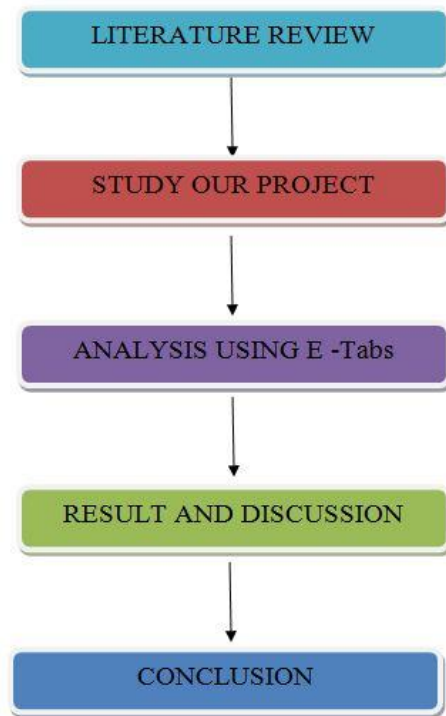 LITERATURE REVIEW
STUDY OUR PROJECT
ANALYSIS USING E -Tabs
RESULT AND DISCUSSION
CONCLUSION